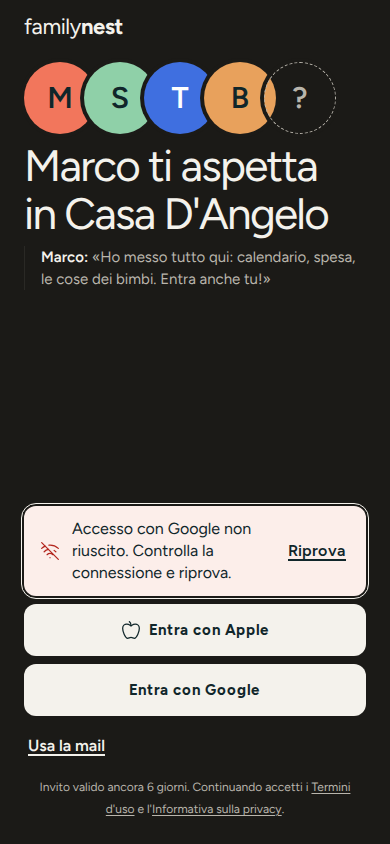 familynest
M S T B ?
Marco ti aspetta
in Casa D'Angelo
Marco: «Ho messo tutto qui: calendario, spesa,
le cose dei bimbi. Entra anche tu!»
Accesso con Google non
riuscito. Controlla la
connessione e riprova.
Riprova
Entra con Apple
Entra con Google
Usa la mail
Invito valido ancora 6 giorni. Continuando accetti i Termini
d'uso e l'Informativa sulla privacy.